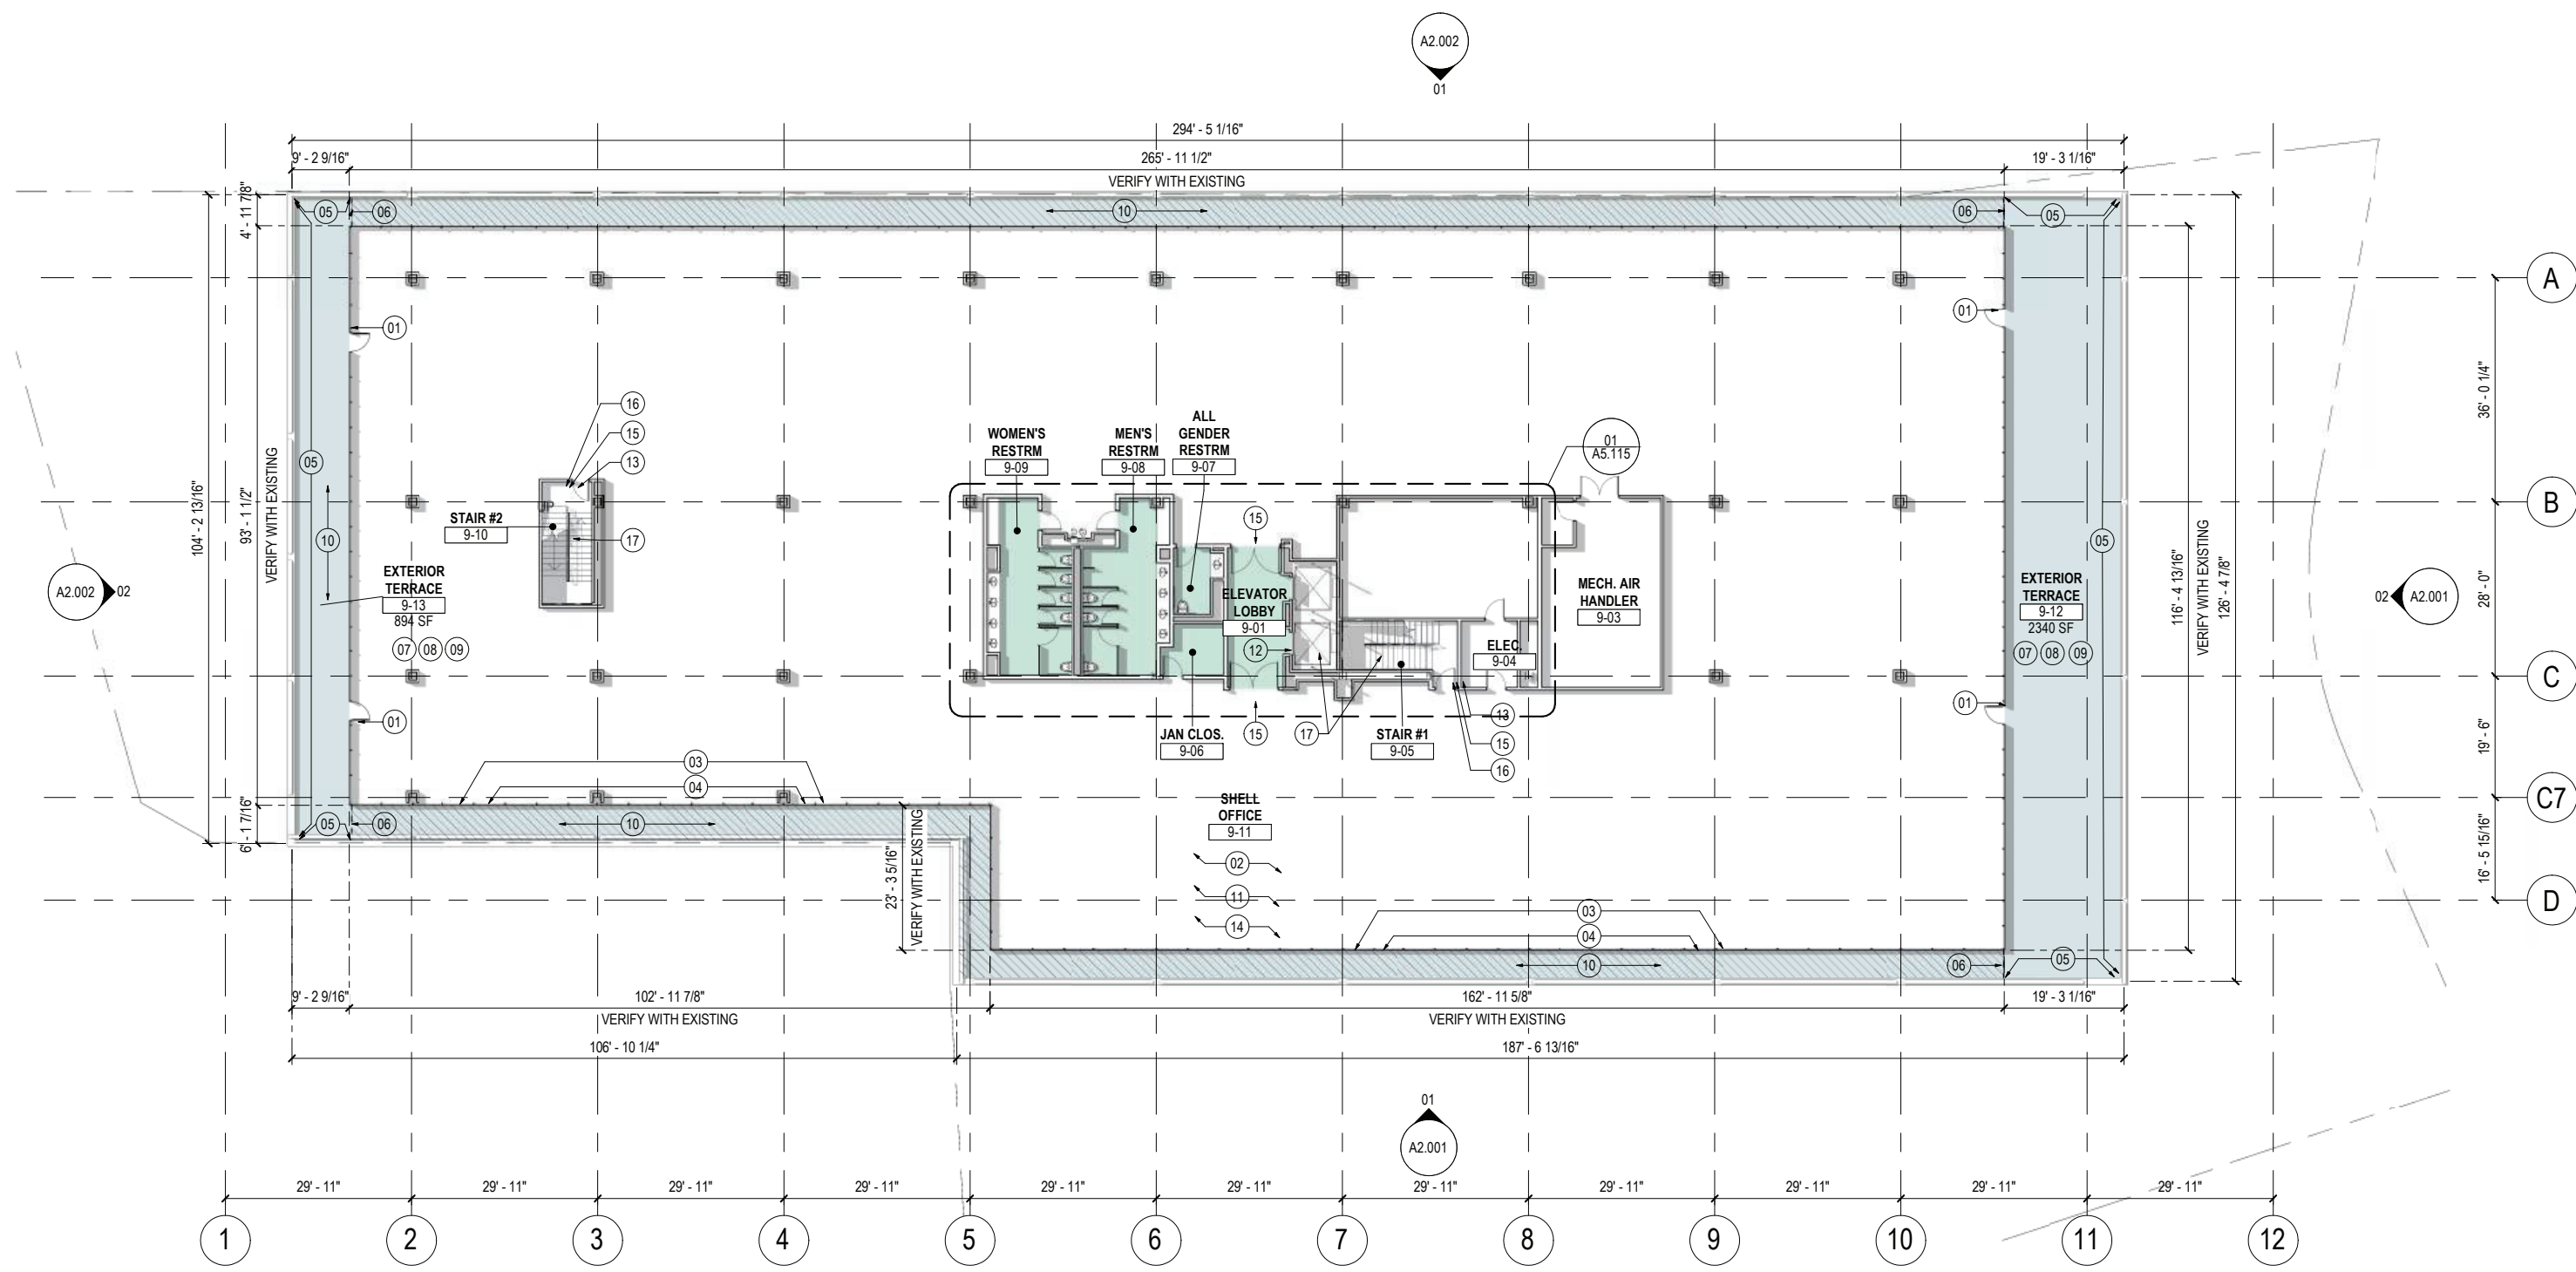 A2.002
01
294' - 5 1/16"
9' - 2 9/16"
265' - 11 1/2"
19' - 3 1/16"
VERIFY WITH EXISTING
4' - 11 7/8"
05
06
10
06
05
A
01
01
36' - 0 1/4"
16
15
13
ALL
GENDER
RESTRM
9-07
WOMEN'S
RESTRM
9-09
MEN'S
RESTRM
9-08
01
A5.115
05
104' - 2 13/16"
93' - 1 1/2"
VERIFY WITH EXISTING
10
STAIR #2
9-10
17
15
B
05
A2.002
02
EXTERIOR
TERRACE
9-13
894 SF
07
08
09
ELEVATOR
LOBBY
9-01
12
MECH. AIR
HANDLER
9-03
ELEC.
9-04
EXTERIOR
TERRACE
9-12
2340 SF
07
08
09
116' - 4 13/16"
VERIFY WITH EXISTING
126' - 4 7/8"
02
A2.001
28' - 0"
C
01
01
13
JAN CLOS.
9-06
15
17
STAIR #1
9-05
15
16
19' - 6"
03
04
C7
SHELL
OFFICE
9-11
6' - 1 7/16"
05
06
10
23' - 3 5/16"
VERIFY WITH EXISTING
02
11
14
16' - 5 15/16"
D
03
04
10
06
05
9' - 2 9/16"
102' - 11 7/8"
162' - 11 5/8"
19' - 3 1/16"
VERIFY WITH EXISTING
VERIFY WITH EXISTING
106' - 10 1/4"
187' - 6 13/16"
01
A2.001
29' - 11"
29' - 11"
29' - 11"
29' - 11"
29' - 11"
29' - 11"
29' - 11"
29' - 11"
29' - 11"
29' - 11"
29' - 11"
1
2
3
4
5
6
7
8
9
10
11
12